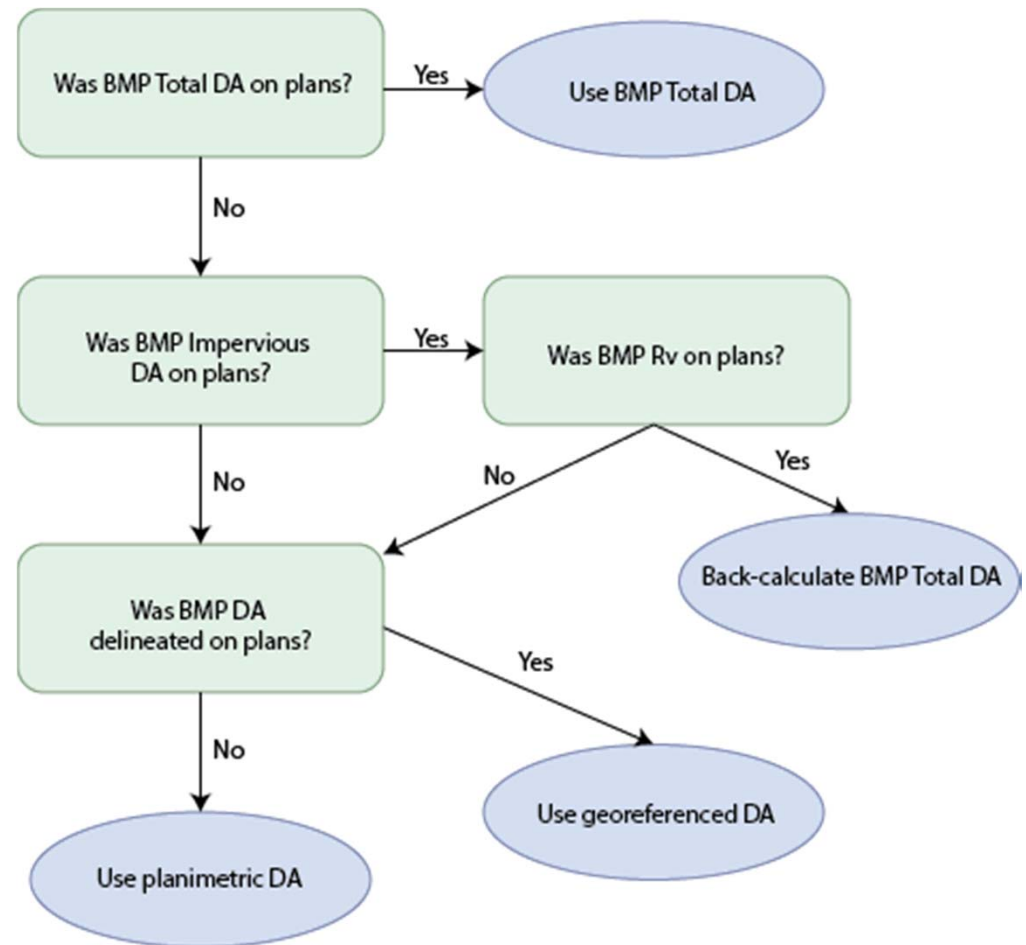 Was BMP Total DA on plans?
Yes
Use BMP Total DA
No
Was BMP Impervious
DA on plans?
Yes
Was BMP Rv on plans?
No
No
Yes
Back-calculate BMP Total DA
Was BMP DA
delineated on plans?
Yes
No
Use georeferenced DA
Use planimetric DA